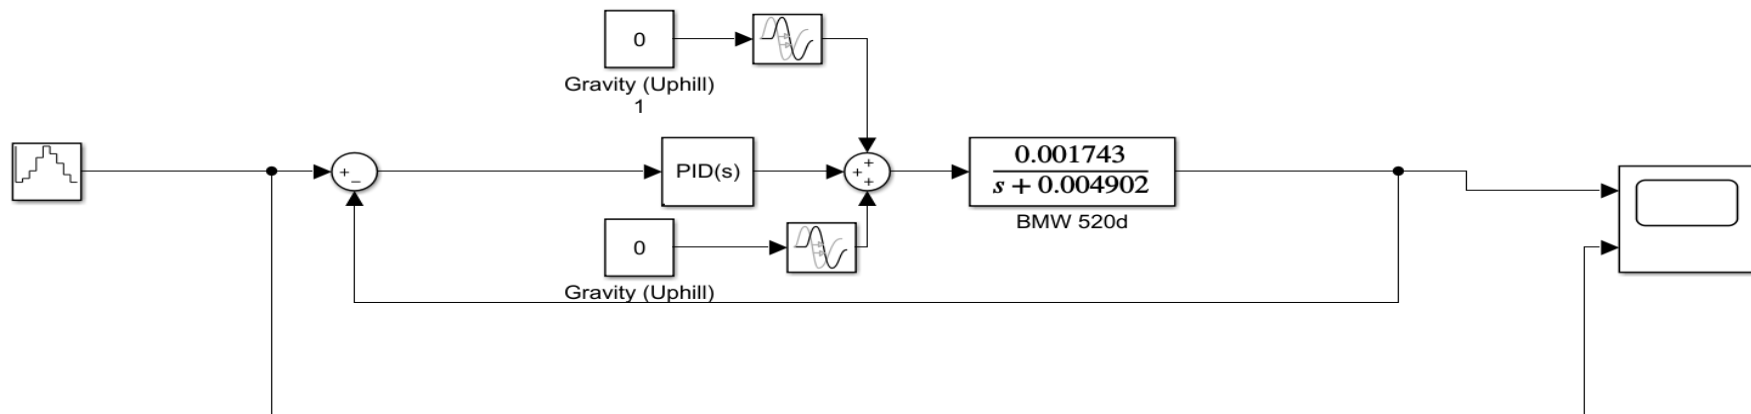 0
Gravity (Uphill)
1
+
−
PID(s)
+
+
+
0.001743
s + 0.004902
BMW 520d
0
Gravity (Uphill)